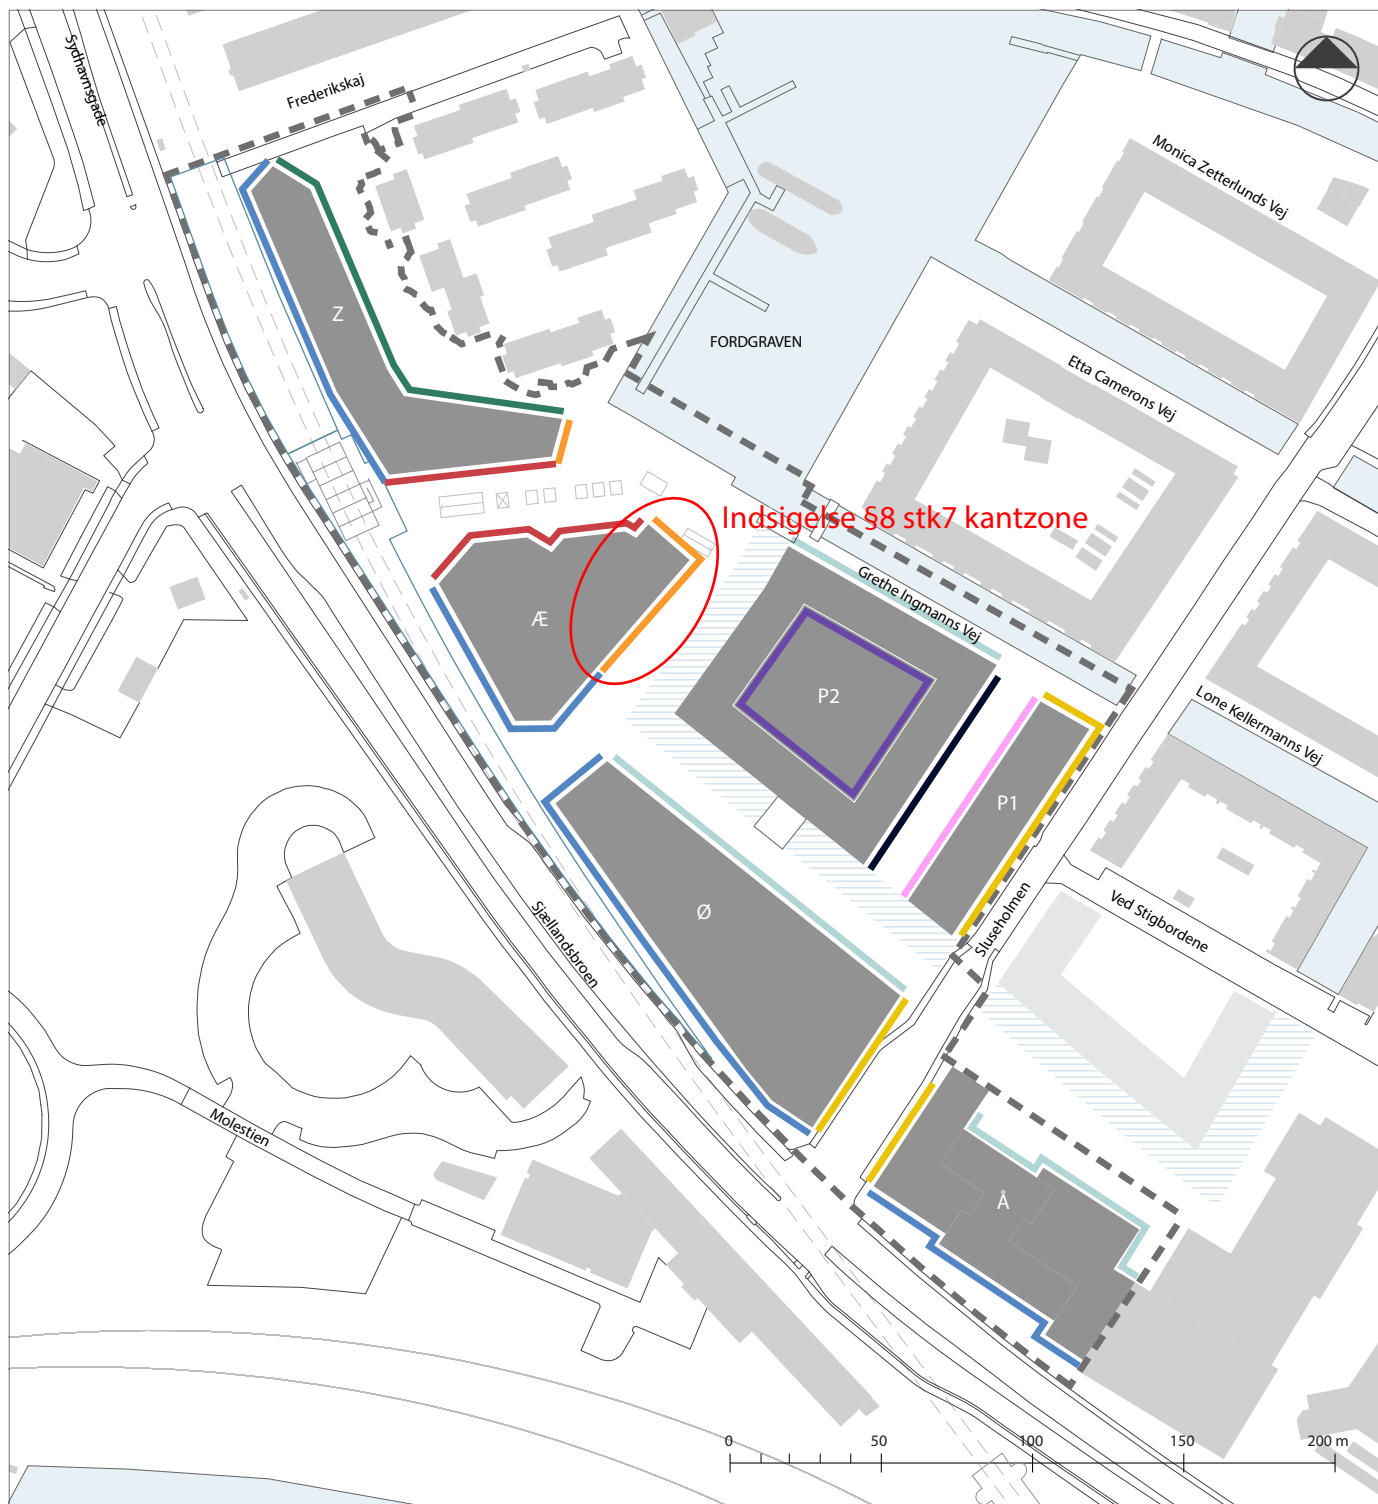 Sydhavnsgade
Frederikskaj
Monica Zetterlunds Vej
Z
FORDGRAVEN
Etta Camerons Vej
Indsigelse §8 stk7 kantzone
Grethe Ingmanns Vej
Æ
P2
Lone Kellermanns Vej
P1
Ø
Sjællandsbroen
Sluseholmen
Ved Stigbordene
Molestien
Å
0 50 100 150 200 m